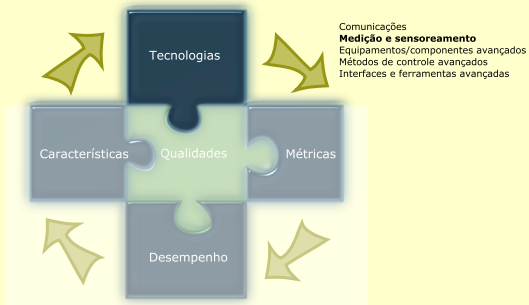 Tecnologias
Comunicações
Medição e sensoreamento
Equipamentos/componentes avançados
Métodos de controle avançados
Interfaces e ferramentas avançadas
Características
Qualidades
Métricas
Desempenho